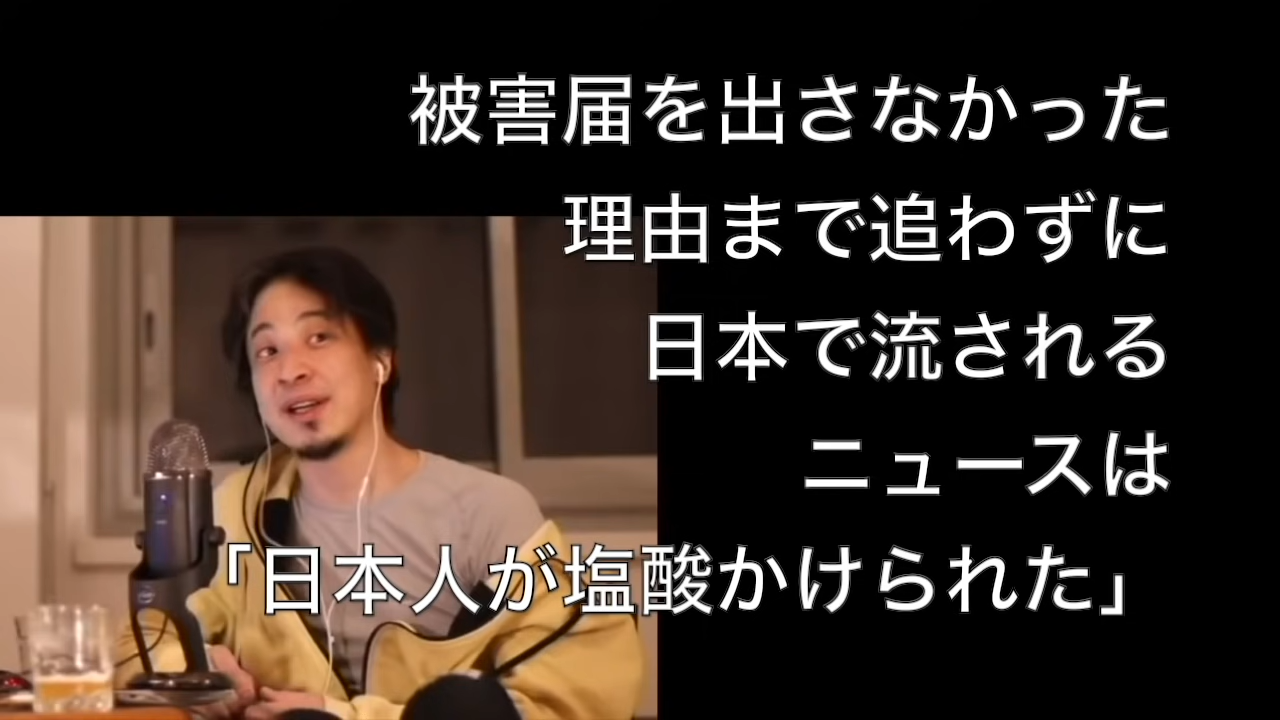 被害届を出さなかった
理由まで追わずに
日本で流される
ニュースは
「日本人が塩酸かけられた」